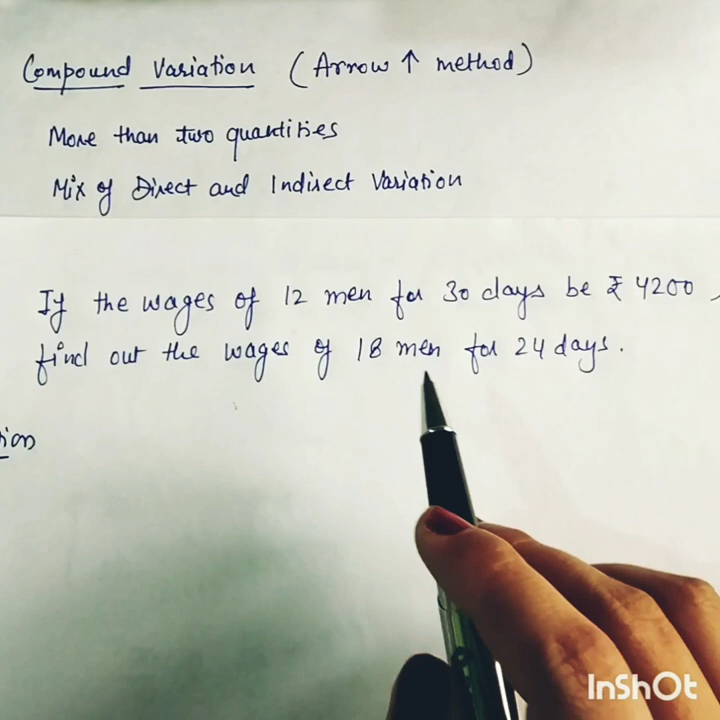 Compound Variation (Arrow ↑ method)
More than two quantities
Mix of Direct and Indirect Variation
If the wages of 12 men for 30 days be ₹ 4200,
find out the wages of 18 men for 24 days.
ion
InShOt